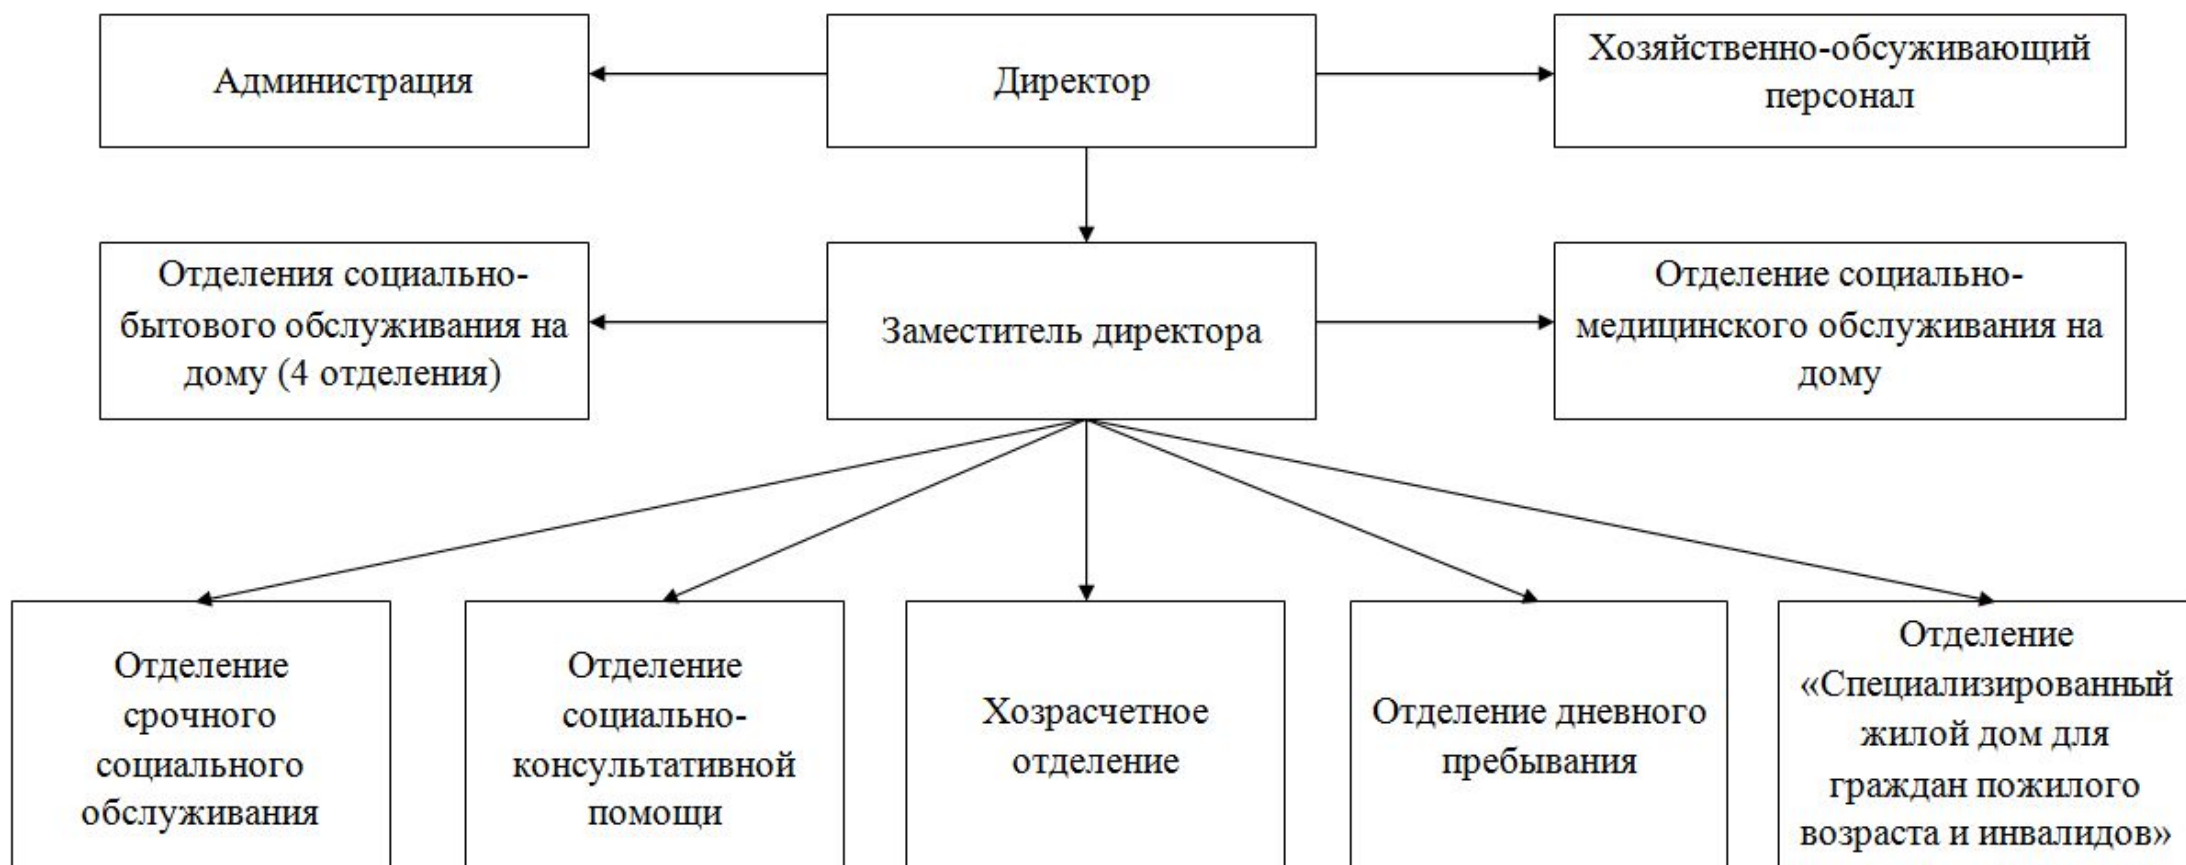 Администрация
Директор
Хозяйственно-обсуживающий
персонал
Отделения социально-
бытового обслуживания на
дому (4 отделения)
Заместитель директора
Отделение социально-
медицинского обслуживания на
дому
Отделение
срочного
социального
обслуживания
Отделение
социально-
консультативной
помощи
Хозрасчетное
отделение
Отделение дневного
пребывания
Отделение
«Специализированный
жилой дом для
граждан пожилого
возраста и инвалидов»